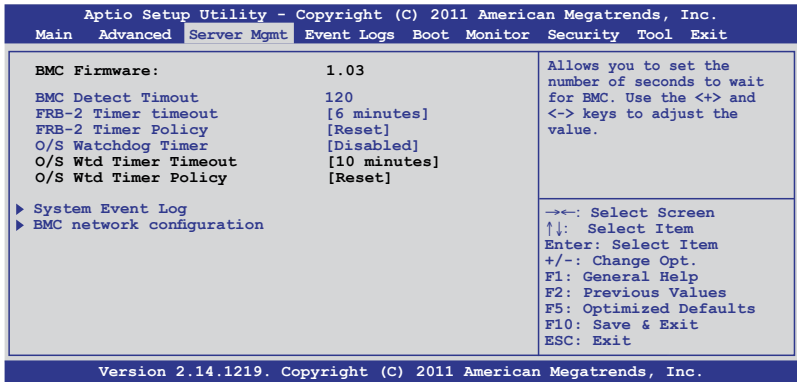 Aptio Setup Utility - Copyright (C) 2011 American Megatrends, Inc.
Main Advanced Server Mgmt Event Logs Boot Monitor Security Tool Exit
BMC Firmware: 1.03
BMC Detect Timout 120
FRB-2 Timer timeout [6 minutes]
FRB-2 Timer Policy [Reset]
O/S Watchdog Timer [Disabled]
O/S Wtd Timer Timeout [10 minutes]
O/S Wtd Timer Policy [Reset]
System Event Log
BMC network configuration
Allows you to set the
number of seconds to wait
for BMC. Use the <+> and
<-> keys to adjust the
value.
→←: Select Screen
↑↓: Select Item
Enter: Select Item
+/-: Change Opt.
F1: General Help
F2: Previous Values
F5: Optimized Defaults
F10: Save & Exit
ESC: Exit
Version 2.14.1219. Copyright (C) 2011 American Megatrends, Inc.